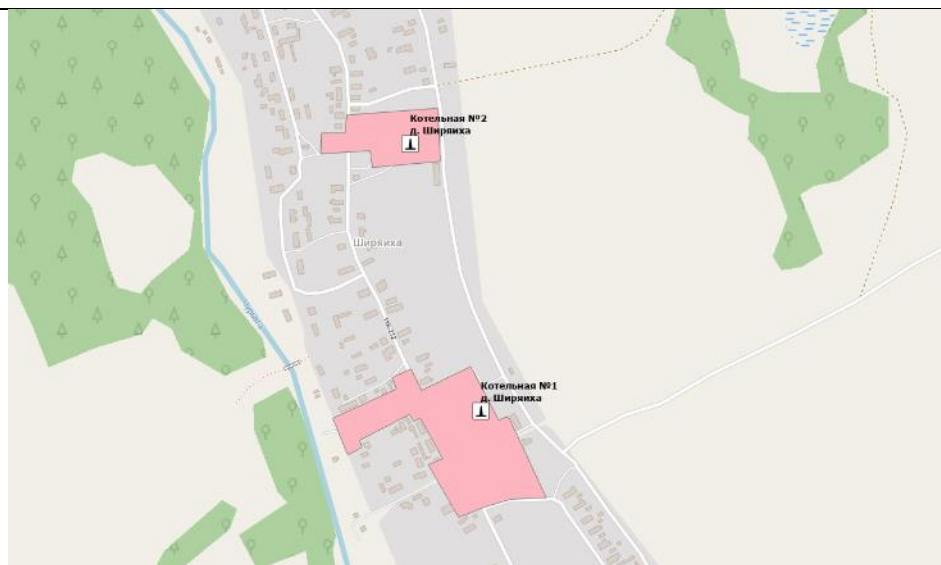 Котельная №2
д. Ширяиха
Ширяиха
Котельная №1
д. Ширяиха